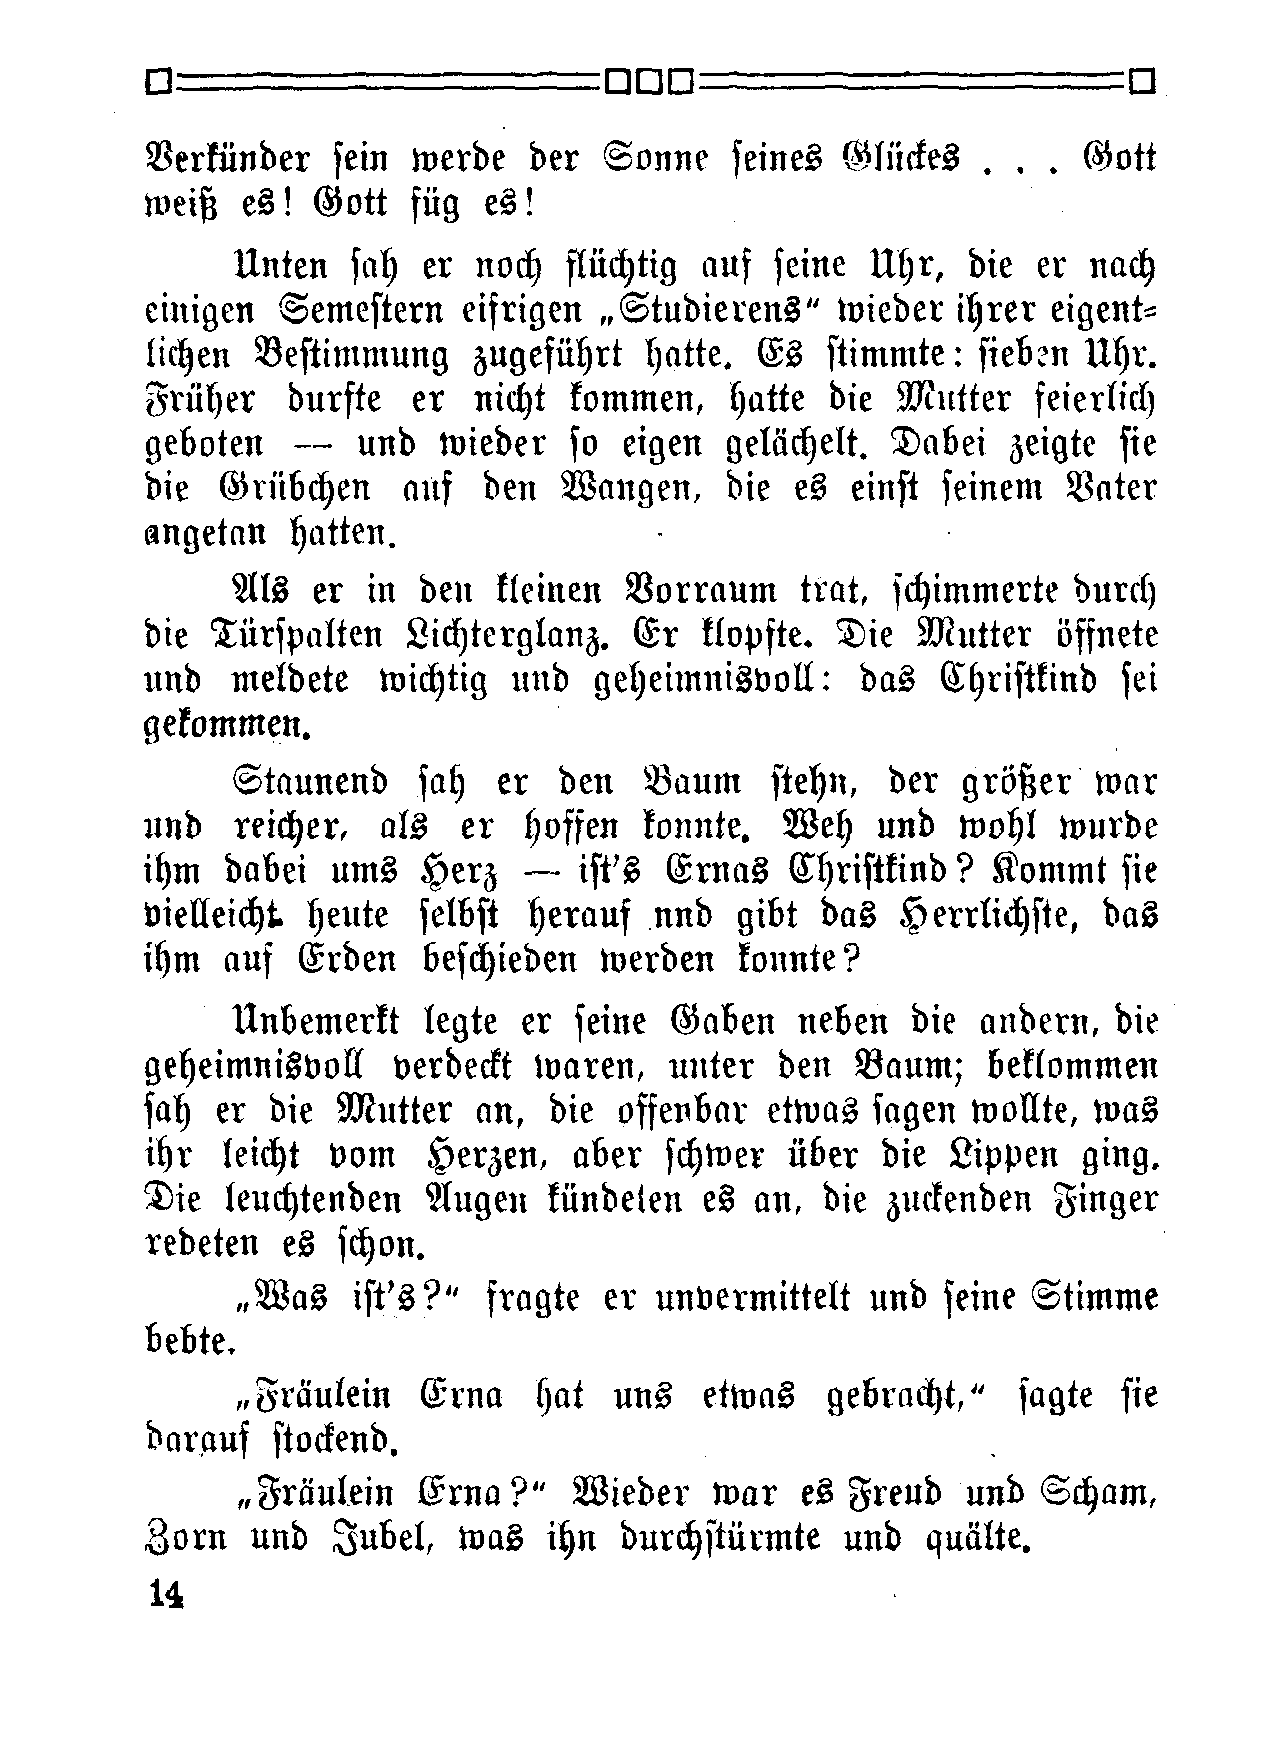 Verkünder sein werde der Sonne seines Glückes . . . Gott
weiß es! Gott füg es!
Unten sah er noch flüchtig auf seine Uhr, die er nach
einigen Semestern eifrigen „Studierens" wieder ihrer eigent-
lichen Bestimmung zugeführt hatte. Es stimmte: sieben Uhr.
Früher durfte er nicht kommen, hatte die Mutter feierlich
geboten — und wieder so eigen gelächelt. Dabei zeigte sie
die Grübchen auf den Wangen, die es einst seinem Vater
angetan hatten.
Als er in den kleinen Vorraum trat, schimmerte durch
die Türspalten Lichterglanz. Er klopfte. Die Mutter öffnete
und meldete wichtig und geheimnisvoll: das Christkind sei
gekommen.
Staunend sah er den Baum stehn, der größer war
und reicher, als er hoffen konnte. Weh und wohl wurde
ihm dabei ums Herz — ist's Ernas Christkind? Kommt sie
vielleicht heute selbst herauf nnd gibt das Herrlichste, das
ihm auf Erden beschieden werden konnte?
Unbemerkt legte er seine Gaben neben die andern, die
geheimnisvoll verdeckt waren, unter den Baum; beklommen
sah er die Mutter an, die offenbar etwas sagen wollte, was
ihr leicht vom Herzen, aber schwer über die Lippen ging.
Die leuchtenden Augen kündeten es an, die zuckenden Finger
redeten es schon.
„Was ist's?" fragte er unvermittelt und seine Stimme
bebte.
„Fräulein Erna hat uns etwas gebracht," sagte sie
darauf stockend.
„Fräulein Erna?" Wieder war es Freud und Scham,
Zorn und Jubel, was ihn durchstürmte und quälte.
14